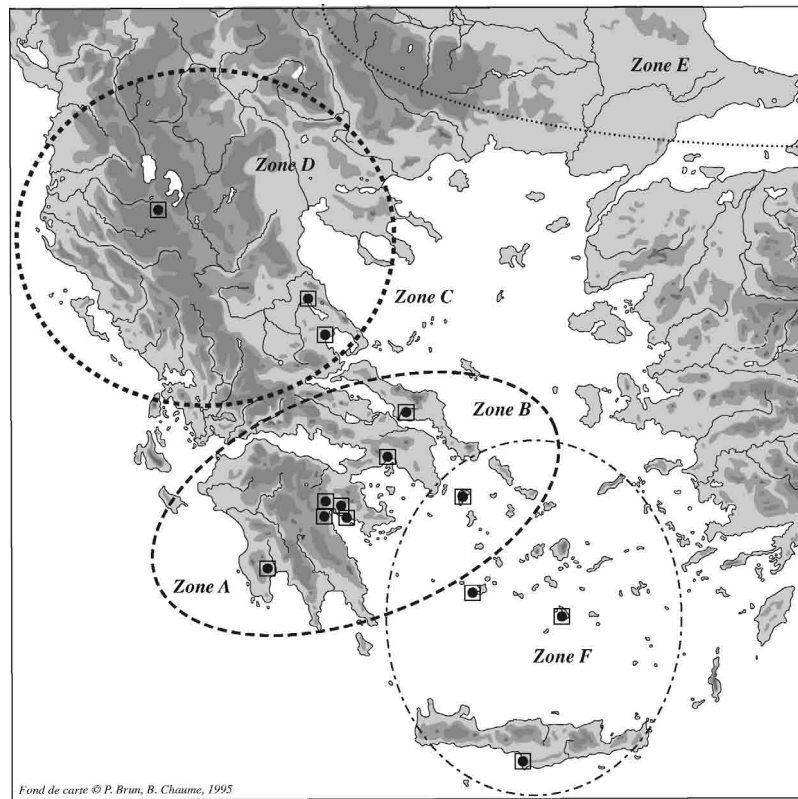 Zone E
Zone D
Zone C
Zone B
Zone A
Zone F
Fond de carte © P. Brun, B. Chaume, 1995